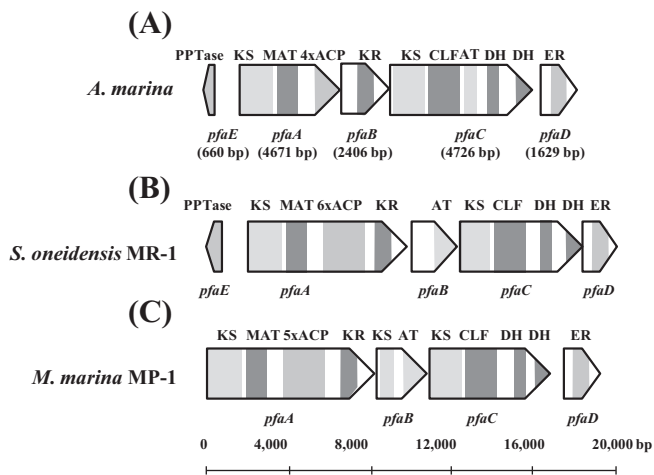 (A)
PPTase KS MAT 4xACP KR KS CLF AT DH DH ER
A. marina
pfaE pfaA pfaB pfaC pfaD
(660 bp) (4671 bp) (2406 bp) (4726 bp) (1629 bp)
(B)
PPTase KS MAT 6xACP KR AT KS CLF DH DH ER
S. oneidensis MR-1
pfaE pfaA pfaB pfaC pfaD
(C)
KS MAT 5xACP KR KS AT KS CLF DH DH ER
M. marina MP-1
pfaA pfaB pfaC pfaD
0 4,000 8,000 12,000 16,000 20,000 bp